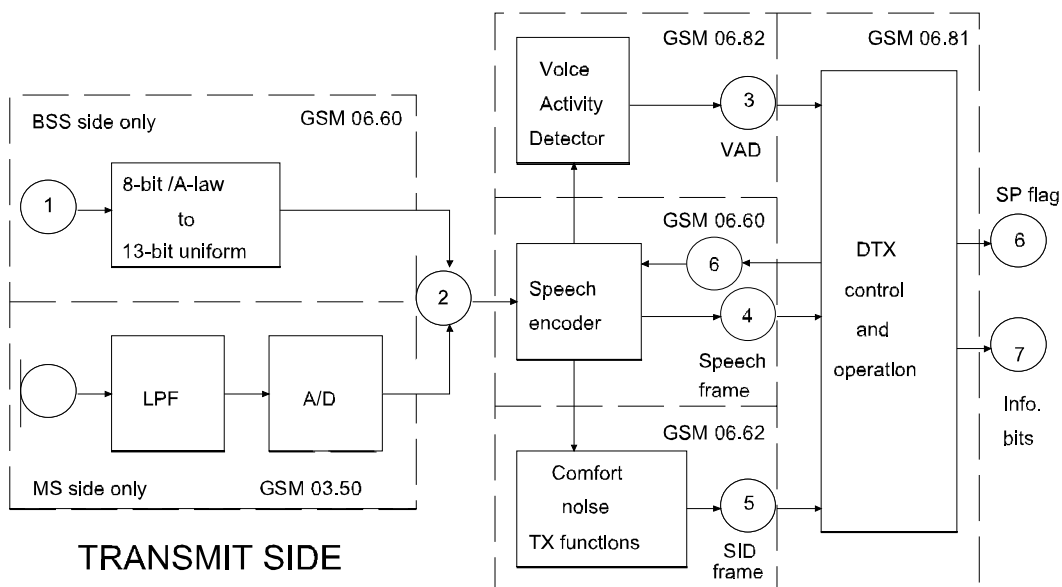 GSM 06.82
GSM 06.81
Volce
Activity
Detector
3
VAD
BSS side only
GSM 06.60
1
8-bit /A-law
to
13-bit uniform
2
GSM 06.60
Speech
encoder
6
4
Speech
frame
DTX
control
and
operation
SP flag
6
7
Info.
bits
LPF
A/D
MS side only
GSM 03.50
GSM 06.62
Comfort
nolse
TX functlons
5
SID
frame
TRANSMIT SIDE